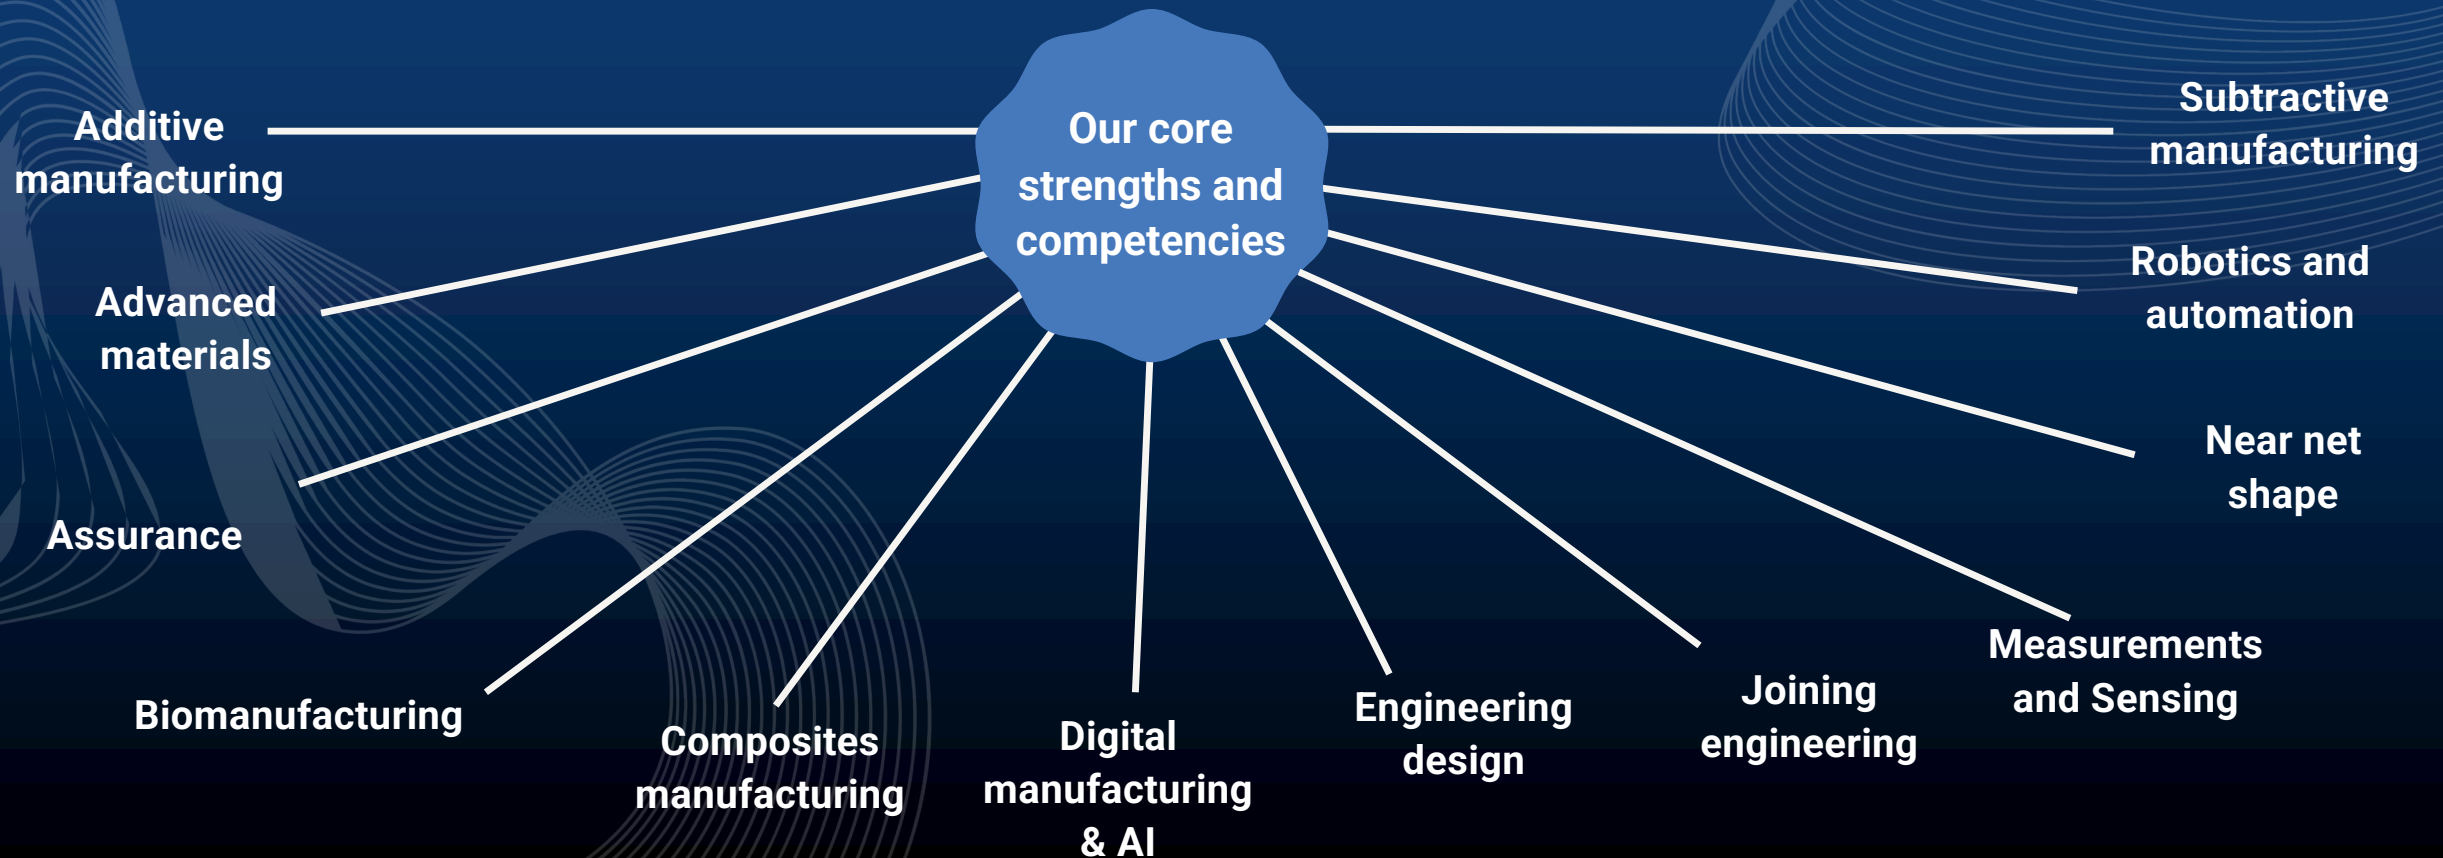 Our core
strengths and
competencies
Additive
manufacturing
Advanced
materials
Assurance
Biomanufacturing
Composites
manufacturing
Digital
manufacturing
& AI
Engineering
design
Joining
engineering
Measurements
and Sensing
Near net
shape
Robotics and
automation
Subtractive
manufacturing